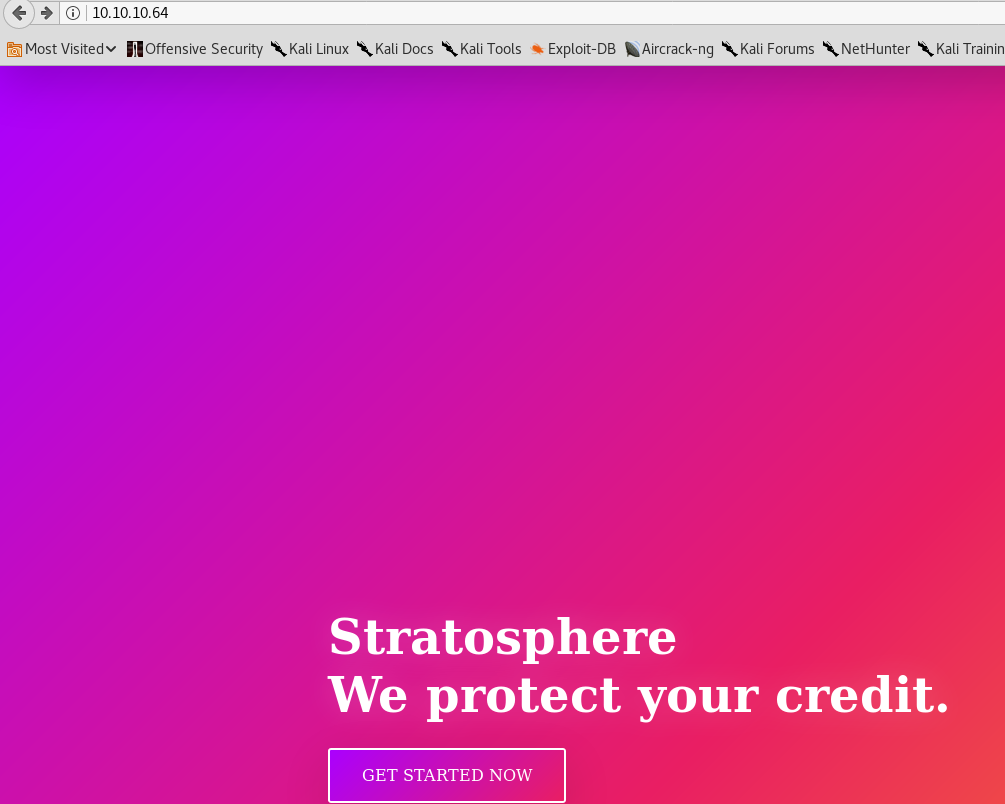 10.10.10.64
Most Visited Offensive Security Kali Linux Kali Docs Kali Tools Exploit-DB Aircrack-ng Kali Forums NetHunter Kali Trainin
Stratosphere
We protect your credit.
GET STARTED NOW